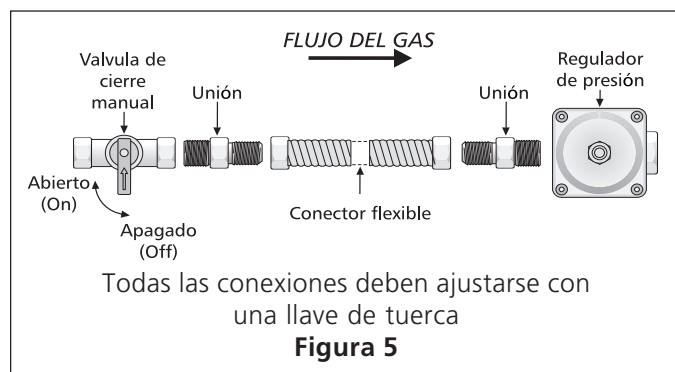 FLUJO DEL GAS
Valvula de
cierre
manual
Unión
Unión
Regulador
de presión
Abierto
(On)
Apagado
(Off)
Conector flexible
Todas las conexiones deben ajustarse con
una llave de tuerca
Figura 5